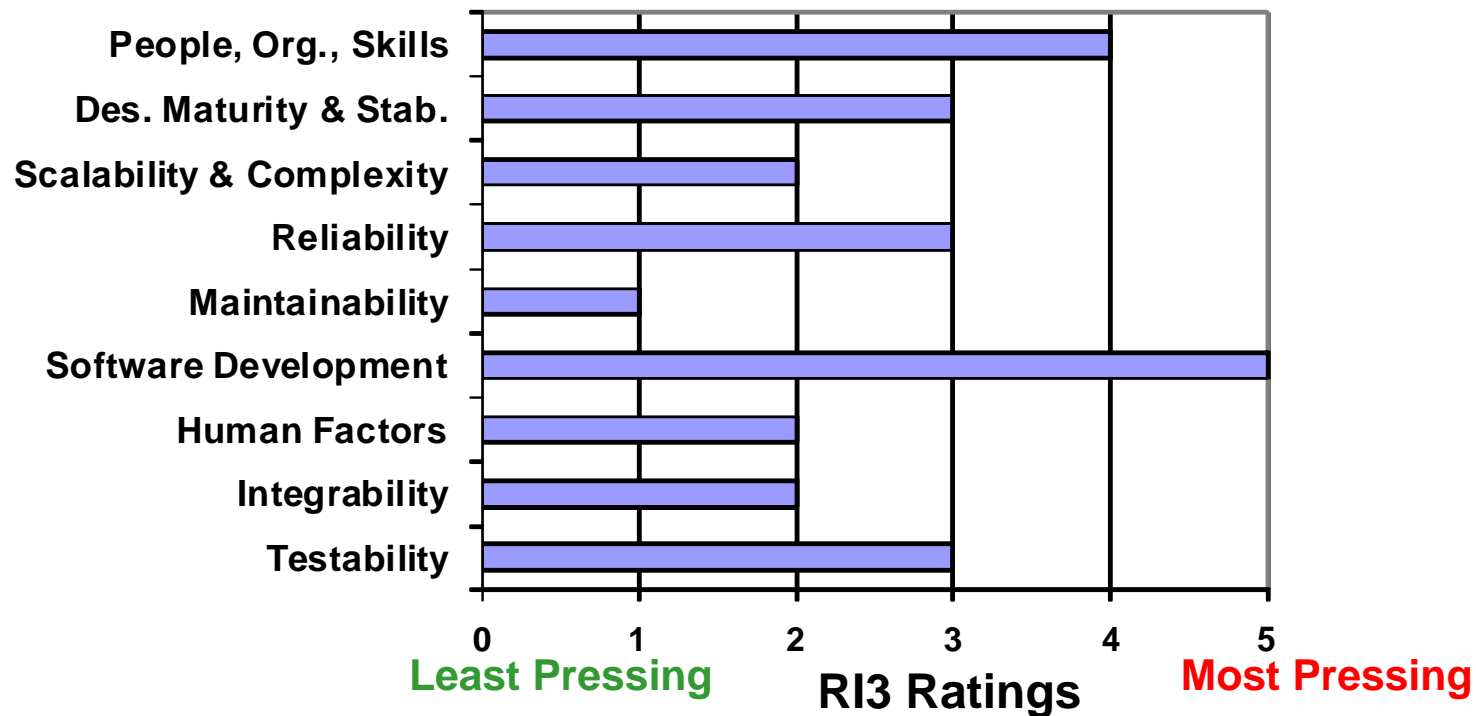 People, Org., Skills
Des. Maturity & Stab.
Scalability & Complexity
Reliability
Maintainability
Software Development
Human Factors
Integrability
Testability
0 1 2 3 4 5
Least Pressing RI3 Ratings Most Pressing